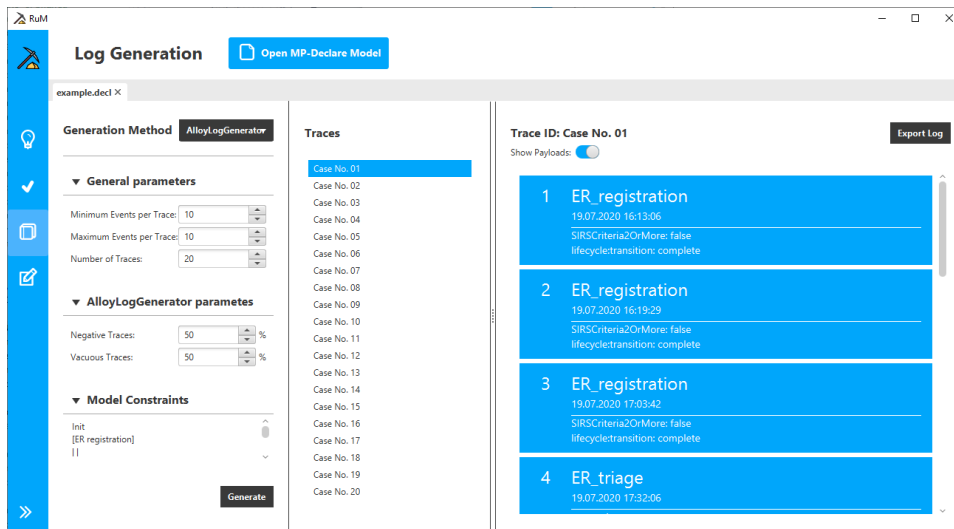 RuM
Log Generation
Open MP-Declare Model
example.decl
Generation Method
AlloyLogGenerator
General parameters
Minimum Events per Trace: 10
Maximum Events per Trace: 10
Number of Traces: 20
AlloyLogGenerator parametes
Negative Traces: 50 %
Vacuous Traces: 50 %
Model Constraints
Init
[ER registration]
| |
Generate
Traces
Case No. 01
Case No. 02
Case No. 03
Case No. 04
Case No. 05
Case No. 06
Case No. 07
Case No. 08
Case No. 09
Case No. 10
Case No. 11
Case No. 12
Case No. 13
Case No. 14
Case No. 15
Case No. 16
Case No. 17
Case No. 18
Case No. 19
Case No. 20
Trace ID: Case No. 01
Export Log
Show Payloads:
1 ER_registration
19.07.2020 16:13:06
SIRSCriteria2OrMore: false
lifecycle:transition: complete
2 ER_registration
19.07.2020 16:19:29
SIRSCriteria2OrMore: false
lifecycle:transition: complete
3 ER_registration
19.07.2020 17:03:42
SIRSCriteria2OrMore: false
lifecycle:transition: complete
4 ER_triage
19.07.2020 17:32:06